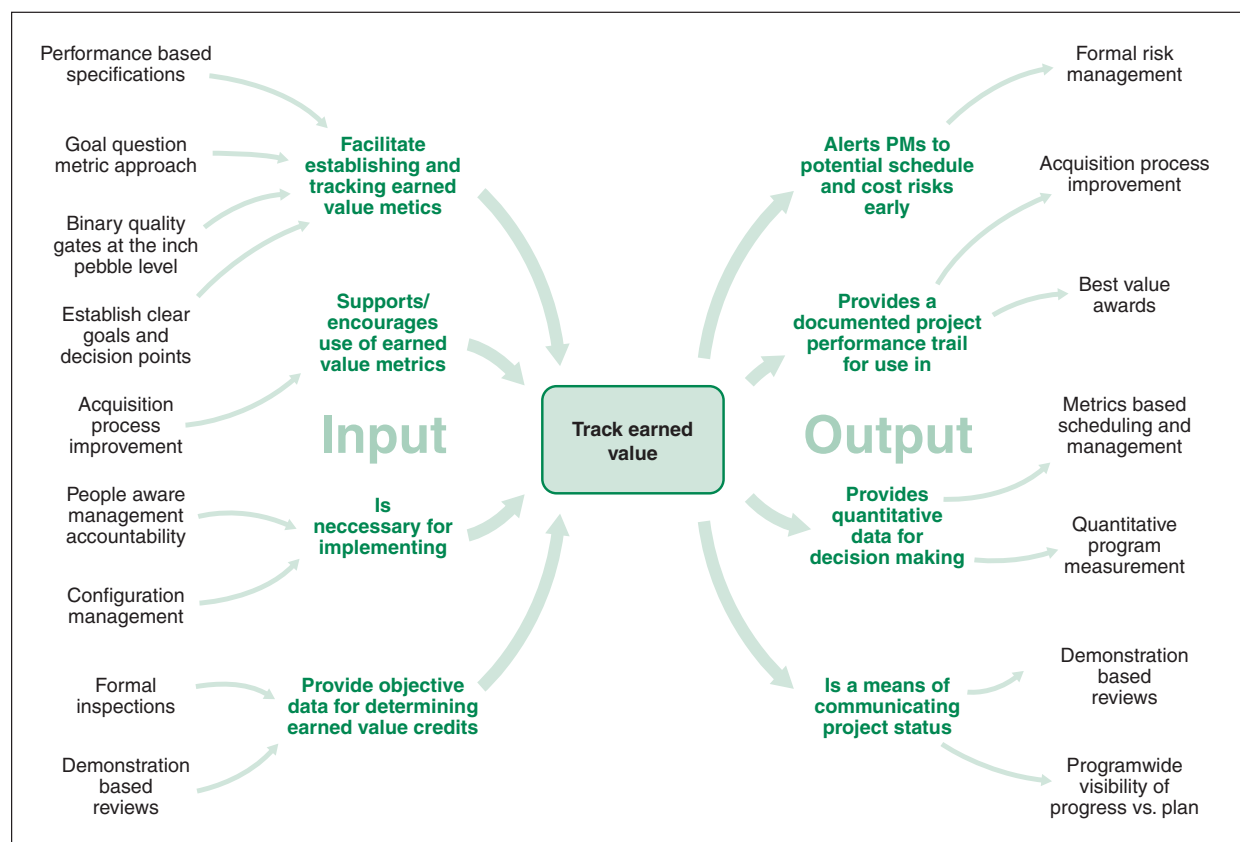 Performance based
specifications
Goal question
metric approach
Binary quality
gates at the inch
pebble level
Establish clear
goals and
decision points
Acquisition
process
improvement
People aware
management
accountability
Configuration
management
Formal
inspections
Demonstration
based
reviews
Facilitate
establishing and
tracking earned
value metics
Supports/
encourages
use of earned
value metrics
Input
Is
neccessary for
implementing
Provide objective
data for determining
earned value credits
Track earned
value
Alerts PMs to
potential schedule
and cost risks
early
Provides a
documented project
performance trail
for use in
Output
Provides
quantitative
data for
decision making
Is a means of
communicating
project status
Formal risk
management
Acquisition process
improvement
Best value
awards
Metrics based
scheduling and
management
Quantitative
program
measurement
Demonstration
based
reviews
Programwide
visibility of
progress vs. plan